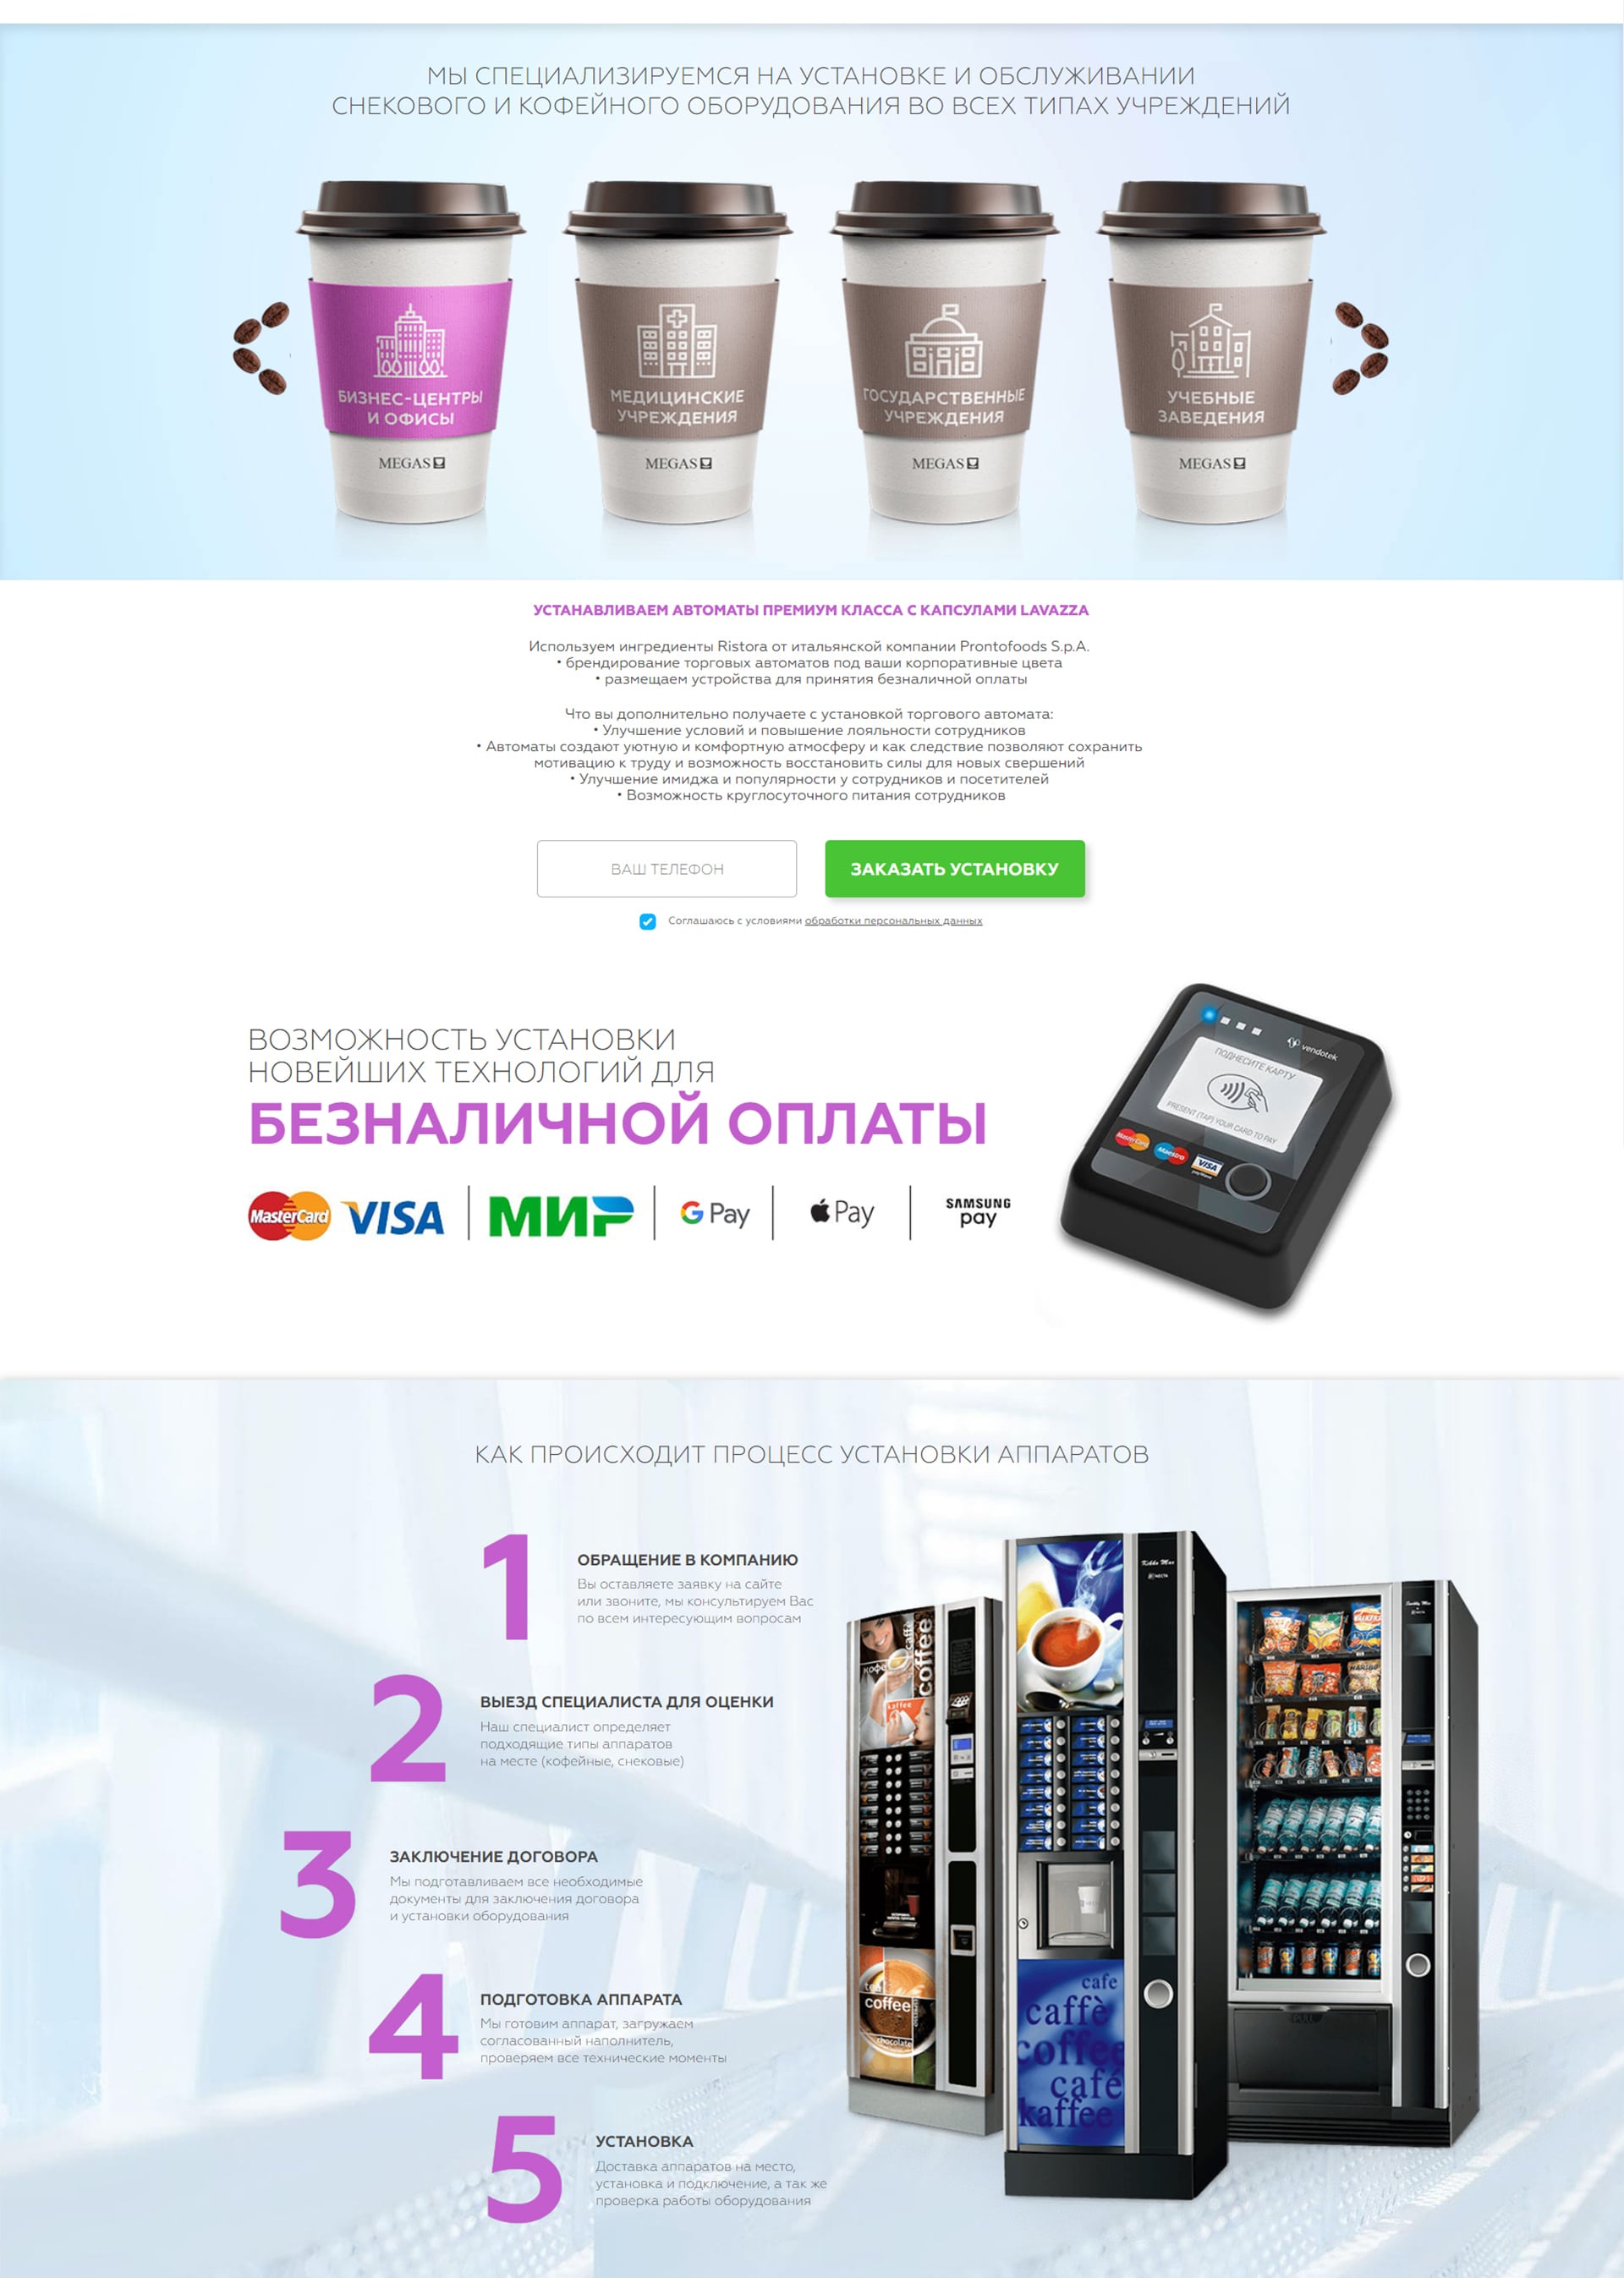 МЫ СПЕЦИАЛИЗИРУЕМСЯ НА УСТАНОВКЕ И ОБСЛУЖИВАНИИ
СНЕКОВОГО И КОФЕЙНОГО ОБОРУДОВАНИЯ ВО ВСЕХ ТИПАХ УЧРЕЖДЕНИЙ
БИЗНЕС-ЦЕНТРЫ
И ОФИСЫ
MEGAS
МЕДИЦИНСКИЕ
УЧРЕЖДЕНИЯ
MEGAS
ГОСУДАРСТВЕННЫЕ
УЧРЕЖДЕНИЯ
MEGAS
УЧЕБНЫЕ
ЗАВЕДЕНИЯ
MEGAS
УСТАНАВЛИВАЕМ АВТОМАТЫ ПРЕМИУМ КЛАССА С КАПСУЛАМИ LAVAZZA
Используем ингредиенты Ristora от итальянской компании Prontofoods S.p.A.
• брендирование торговых автоматов под ваши корпоративные цвета
• размещаем устройства для принятия безналичной оплаты
Что вы дополнительно получаете с установкой торгового автомата:
• Улучшение условий и повышение лояльности сотрудников
• Автоматы создают уютную и комфортную атмосферу и как следствие позволяют сохранить
мотивацию к труду и возможность восстановить силы для новых свершений
• Улучшение имиджа и популярности у сотрудников и посетителей
• Возможность круглосуточного питания сотрудников
ВАШ ТЕЛЕФОН
ЗАКАЗАТЬ УСТАНОВКУ
Соглашаюсь с условиями обработки персональных данных
ВОЗМОЖНОСТЬ УСТАНОВКИ
НОВЕЙШИХ ТЕХНОЛОГИЙ ДЛЯ
БЕЗНАЛИЧНОЙ ОПЛАТЫ
MasterCard VISA МИР G Pay Pay SAMSUNG
pay
vendotek
ПОДНЕСИТЕ КАРТУ
PRESENT (TAP) YOUR CARD TO PAY
MasterCard Maestro VISA
КАК ПРОИСХОДИТ ПРОЦЕСС УСТАНОВКИ АППАРАТОВ
1
ОБРАЩЕНИЕ В КОМПАНИЮ
Вы оставляете заявку на сайте
или звоните, мы консультируем Вас
по всем интересующим вопросам
2
ВЫЕЗД СПЕЦИАЛИСТА ДЛЯ ОЦЕНКИ
Наш специалист определяет
подходящие типы аппаратов
на месте (кофейные, снековые)
3
ЗАКЛЮЧЕНИЕ ДОГОВОРА
Мы подготавливаем все необходимые
документы для заключения договора
и установки оборудования
4
ПОДГОТОВКА АППАРАТА
Мы готовим аппарат, загружаем
согласованный наполнитель,
проверяем все технические моменты
5
УСТАНОВКА
Доставка аппаратов на место,
установка и подключение, а так же
проверка работы оборудования
caffè
coffee
кофе
kaffee
tea
coffee
chocolate
Kikko Max
NECTA
cafe
caffè
coffee
café
kaffee